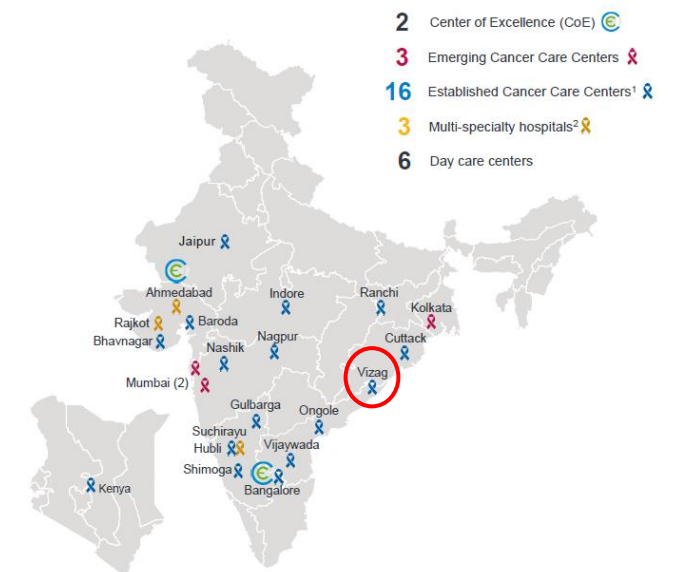 2 Center of Excellence (CoE)
3 Emerging Cancer Care Centers
16 Established Cancer Care Centers¹
3 Multi-specialty hospitals²
6 Day care centers
Jaipur
Ahmedabad
Indore
Ranchi
Kolkata
Rajkot
Baroda
Bhavnagar
Nashik
Nagpur
Cuttack
Mumbai (2)
Vizag
Gulbarga
Ongole
Suchirayu
Hubli
Vijaywada
Shimoga
Bangalore
Kenya